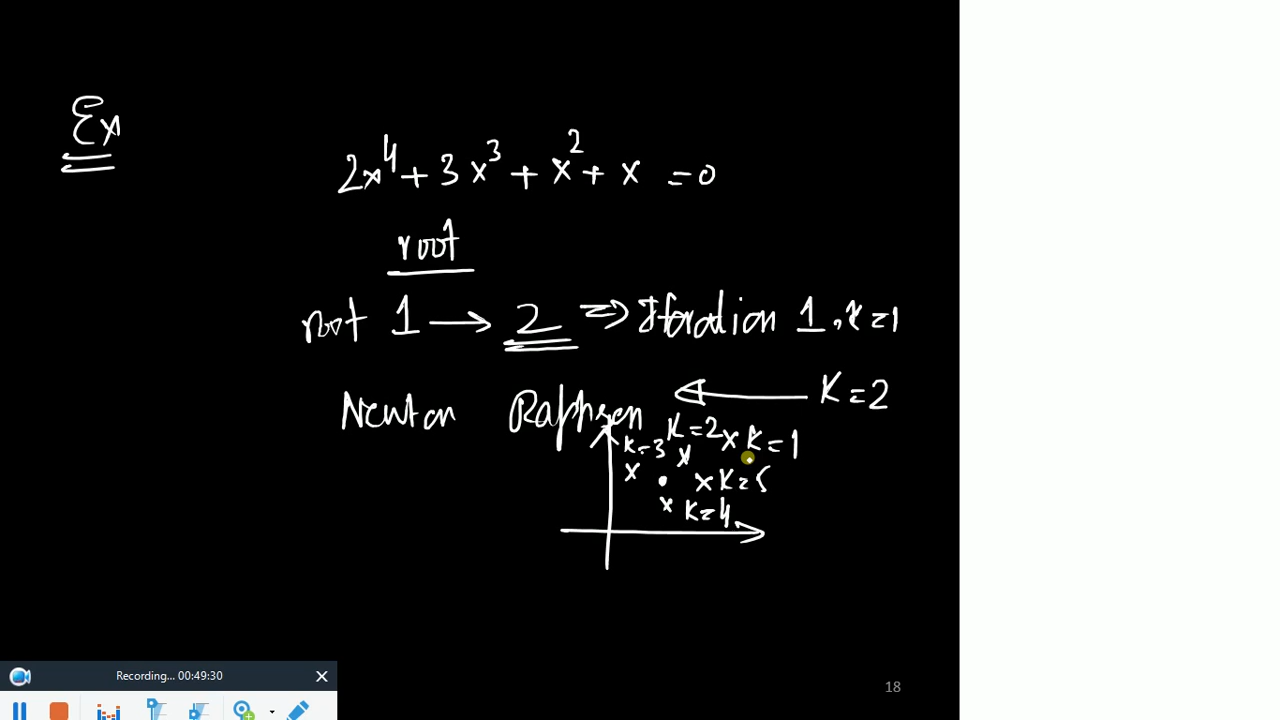 Ex
2x⁴ + 3x³ + x² + x = 0
root
root 1 → 2 ⇒ Iteration 1, K=1
← K=2
Newton Raphson
K=2 x K=1
K=3 x
x . x K=5
x K=4
Recording... 00:49:30
18